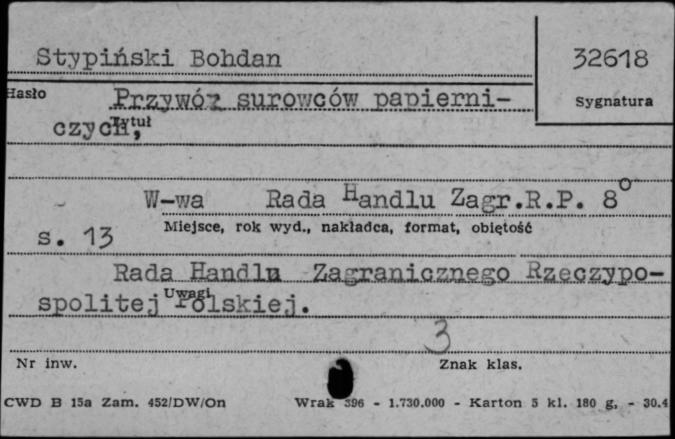 Stypiński Bohdan
32618
Hasło
Sygnatura
Przywóz surowców papierni-
Tytuł
czych,
W-wa Rada Handlu Zagr.R.P. 8°
Miejsce, rok wyd., nakładca, format, objętość
s. 13
Rada Handlu Zagranicznego Rzeczypo-
Uwagi
spolitej Polskiej.
3
Nr inw.
Znak klas.
CWD B 15a Zam. 452/DW/On Wrak 396 - 1.730.000 - Karton 5 kl. 180 g. - 30.4